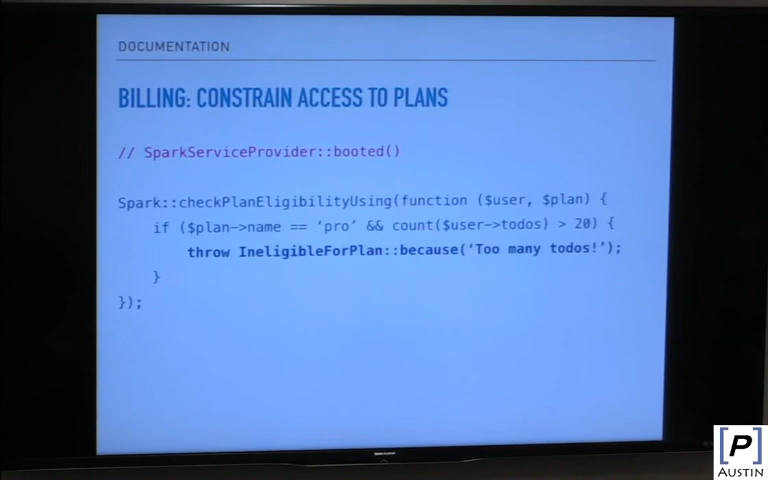 DOCUMENTATION
BILLING: CONSTRAIN ACCESS TO PLANS
// SparkServiceProvider::booted()
Spark::checkPlanEligibilityUsing(function ($user, $plan) {
if ($plan->name == ‘pro’ && count($user->todos) > 20) {
throw IneligibleForPlan::because(‘Too many todos!’);
}
});
[P]
AUSTIN